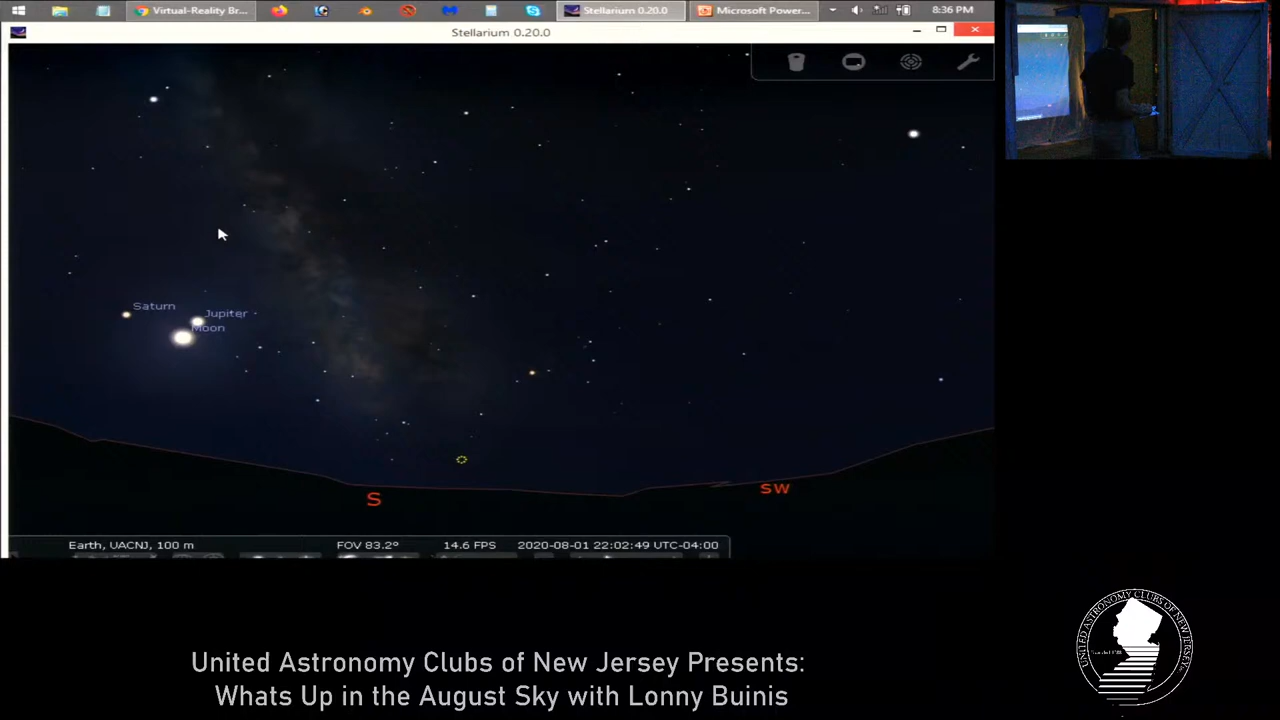 Virtual-Reality Br...
Stellarium 0.20.0
Microsoft Power...
8:36 PM
Stellarium 0.20.0
Saturn
Jupiter
Moon
S
SW
Earth, UACNJ, 100 m
FOV 83.2°
14.6 FPS
2020-08-01 22:02:49 UTC-04:00
United Astronomy Clubs of New Jersey Presents:
Whats Up in the August Sky with Lonny Buinis
UNITED ASTRONOMY CLUBS OF NEW JERSEY